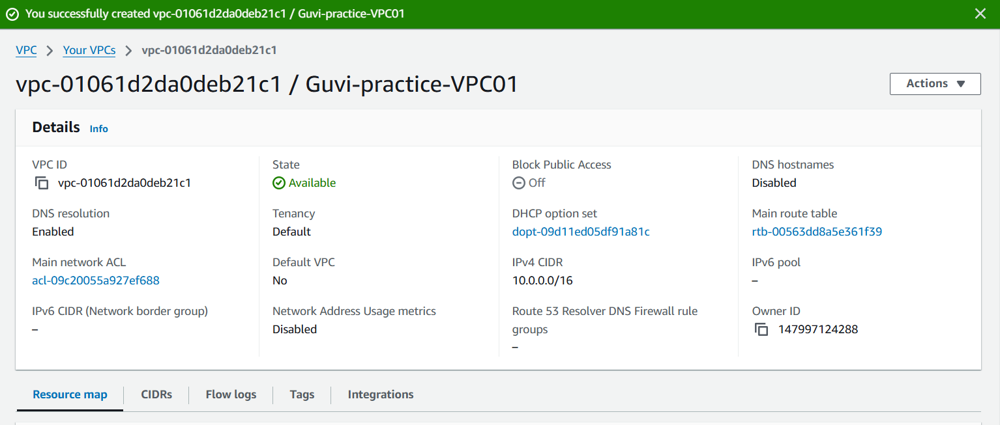 You successfully created vpc-01061d2da0deb21c1 / Guvi-practice-VPC01
VPC > Your VPCs > vpc-01061d2da0deb21c1
vpc-01061d2da0deb21c1 / Guvi-practice-VPC01
Actions
Details Info
VPC ID
vpc-01061d2da0deb21c1
State
Available
Block Public Access
Off
DNS hostnames
Disabled
DNS resolution
Enabled
Tenancy
Default
DHCP option set
dopt-09d11ed05df91a81c
Main route table
rtb-00563dd8a5e361f39
Main network ACL
acl-09c20055a927ef688
Default VPC
No
IPv4 CIDR
10.0.0.0/16
IPv6 pool
–
IPv6 CIDR (Network border group)
–
Network Address Usage metrics
Disabled
Route 53 Resolver DNS Firewall rule
groups
–
Owner ID
147997124288
Resource map CIDRs Flow logs Tags Integrations